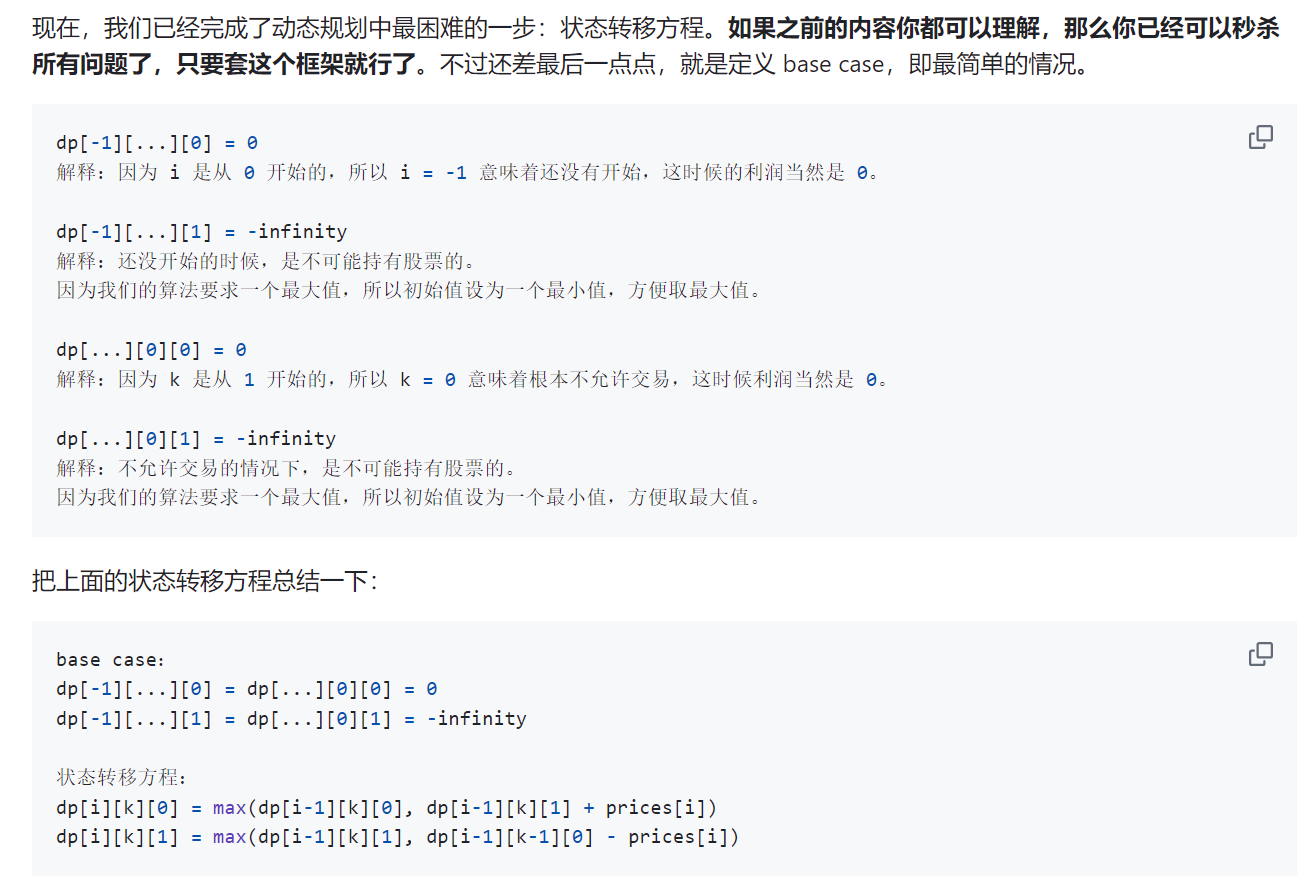 现在，我们已经完成了动态规划中最困难的一步：状态转移方程。如果之前的内容你都可以理解，那么你已经可以秒杀
所有问题了，只要套这个框架就行了。不过还差最后一点点，就是定义 base case，即最简单的情况。
dp[-1][...][0] = 0
解释：因为 i 是从 0 开始的，所以 i = -1 意味着还没有开始，这时候的利润当然是 0。
dp[-1][...][1] = -infinity
解释：还没开始的时候，是不可能持有股票的。
因为我们的算法要求一个最大值，所以初始值设为一个最小值，方便取最大值。
dp[...][0][0] = 0
解释：因为 k 是从 1 开始的，所以 k = 0 意味着根本不允许交易，这时候利润当然是 0。
dp[...][0][1] = -infinity
解释：不允许交易的情况下，是不可能持有股票的。
因为我们的算法要求一个最大值，所以初始值设为一个最小值，方便取最大值。
把上面的状态转移方程总结一下：
base case：
dp[-1][...][0] = dp[...][0][0] = 0
dp[-1][...][1] = dp[...][0][1] = -infinity
状态转移方程：
dp[i][k][0] = max(dp[i-1][k][0], dp[i-1][k][1] + prices[i])
dp[i][k][1] = max(dp[i-1][k][1], dp[i-1][k-1][0] - prices[i])